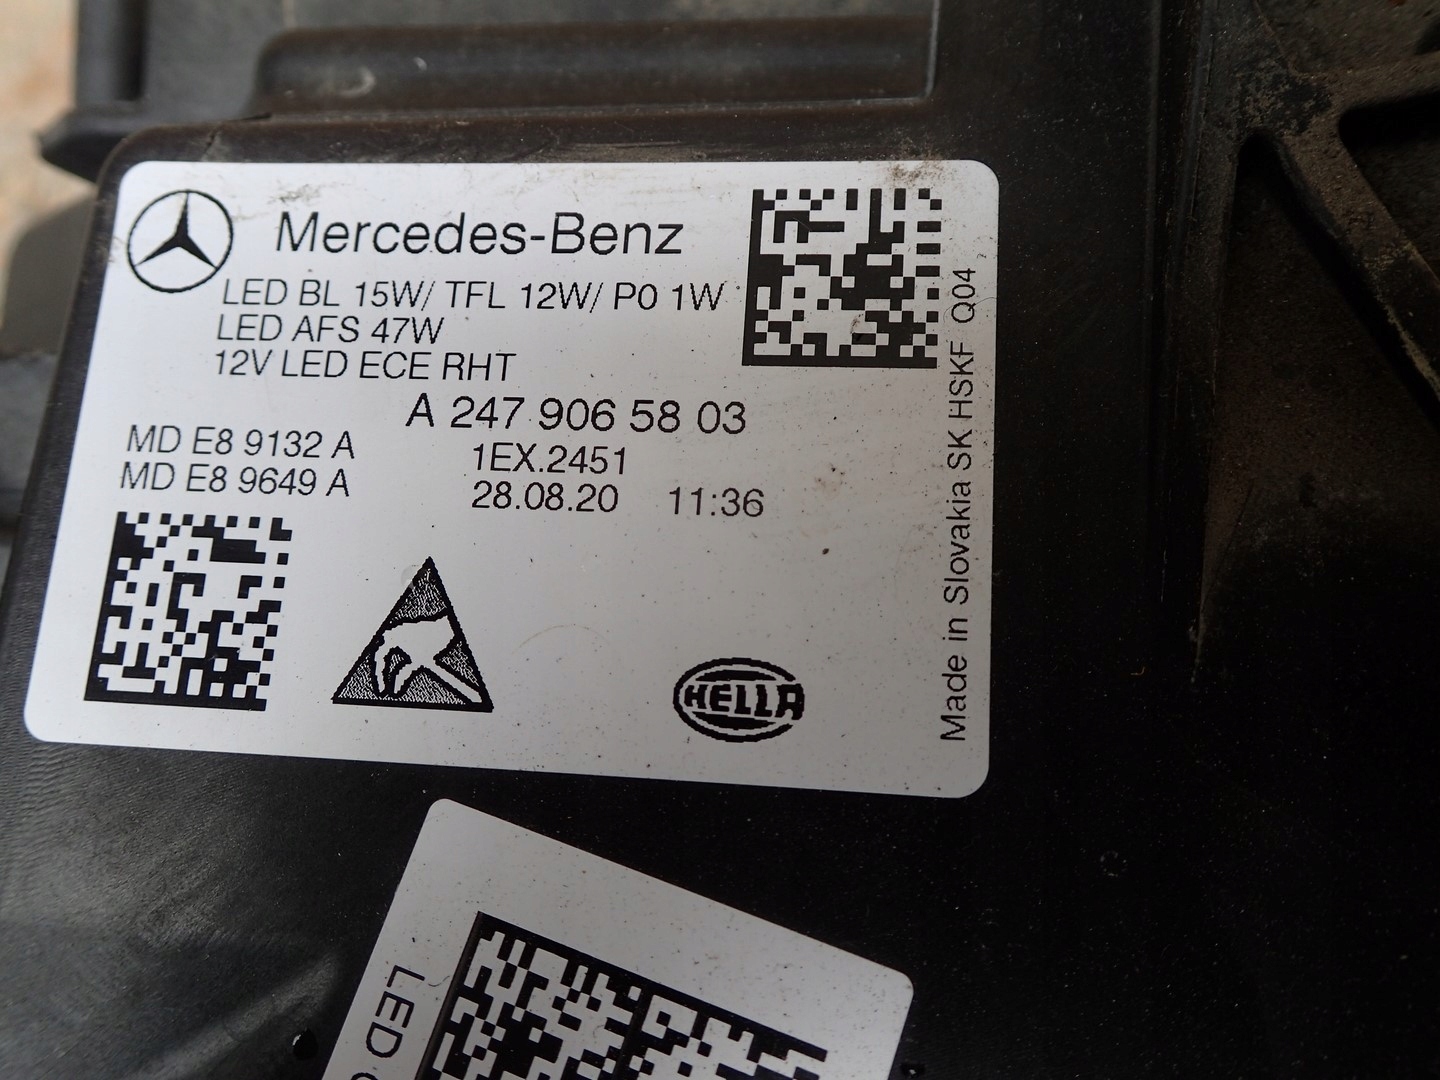 Mercedes-Benz
LED BL 15W/ TFL 12W/ P0 1W
LED AFS 47W
12V LED ECE RHT
A 247 906 58 03
MD E8 9132 A
1EX.2451
MD E8 9649 A
28.08.20 11:36
Made in Slovakia SK HSKF Q04
HELLA
LED